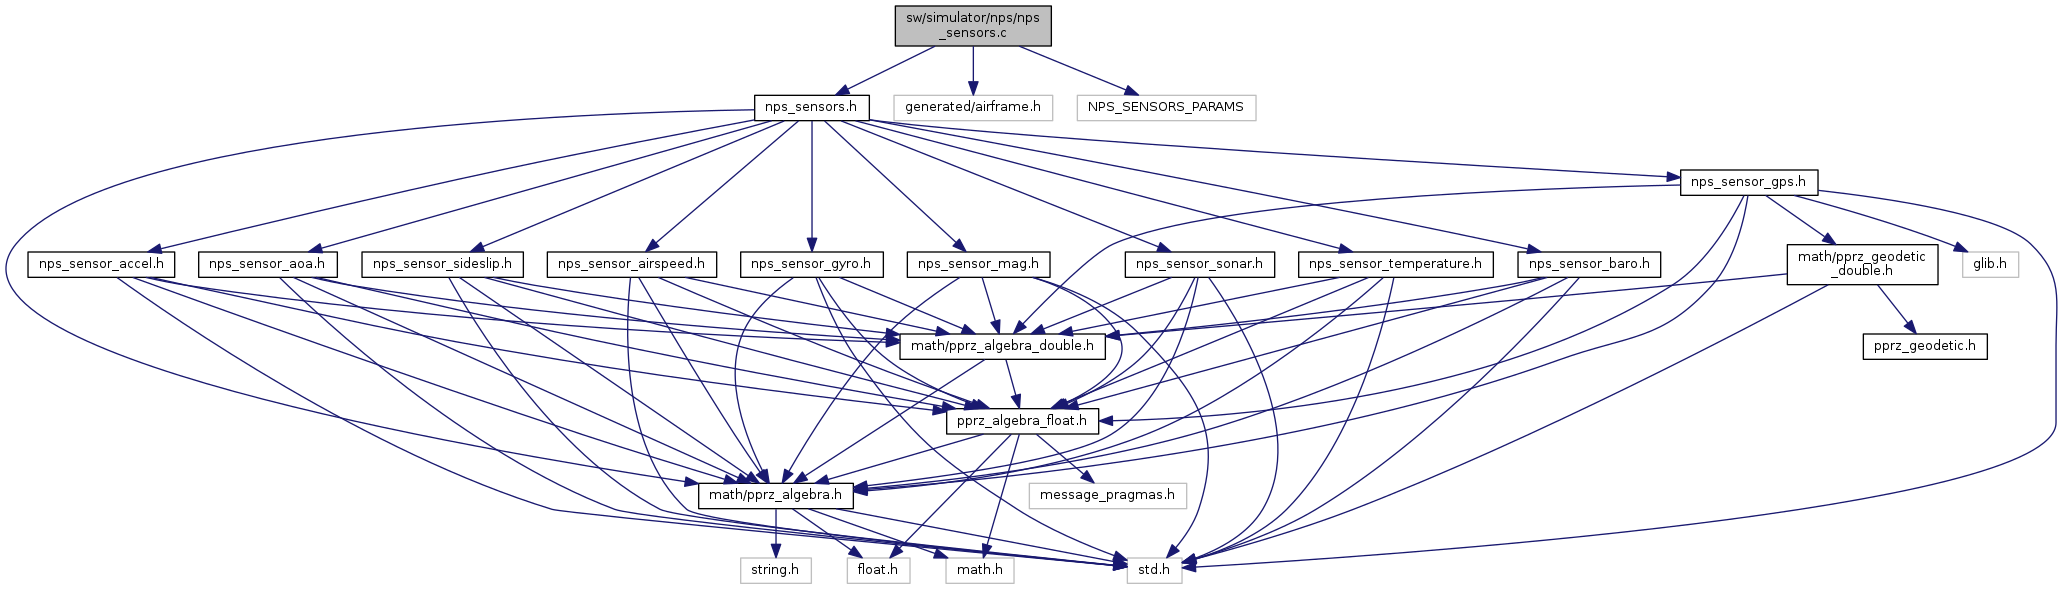 sw/simulator/nps/nps
_sensors.c
nps_sensors.h
generated/airframe.h
NPS_SENSORS_PARAMS
nps_sensor_gps.h
nps_sensor_accel.h
nps_sensor_aoa.h
nps_sensor_sideslip.h
nps_sensor_airspeed.h
nps_sensor_gyro.h
nps_sensor_mag.h
nps_sensor_sonar.h
nps_sensor_temperature.h
nps_sensor_baro.h
math/pprz_geodetic
_double.h
glib.h
math/pprz_algebra_double.h
pprz_geodetic.h
pprz_algebra_float.h
math/pprz_algebra.h
message_pragmas.h
string.h
float.h
math.h
std.h